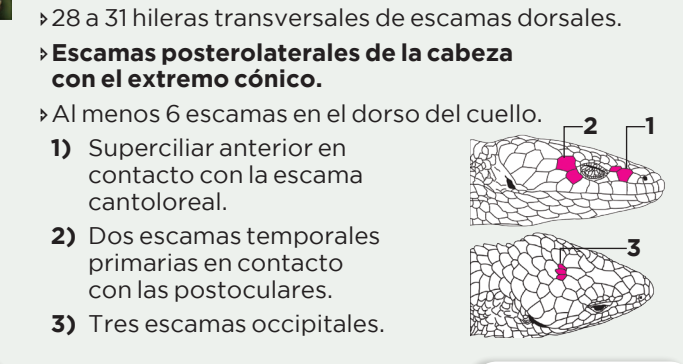 ▹28 a 31 hileras transversales de escamas dorsales.
▹Escamas posterolaterales de la cabeza
con el extremo cónico.
▹Al menos 6 escamas en el dorso del cuello.
1) Superciliar anterior en
contacto con la escama
cantoloreal.
2) Dos escamas temporales
primarias en contacto
con las postoculares.
3) Tres escamas occipitales.
2
1
3